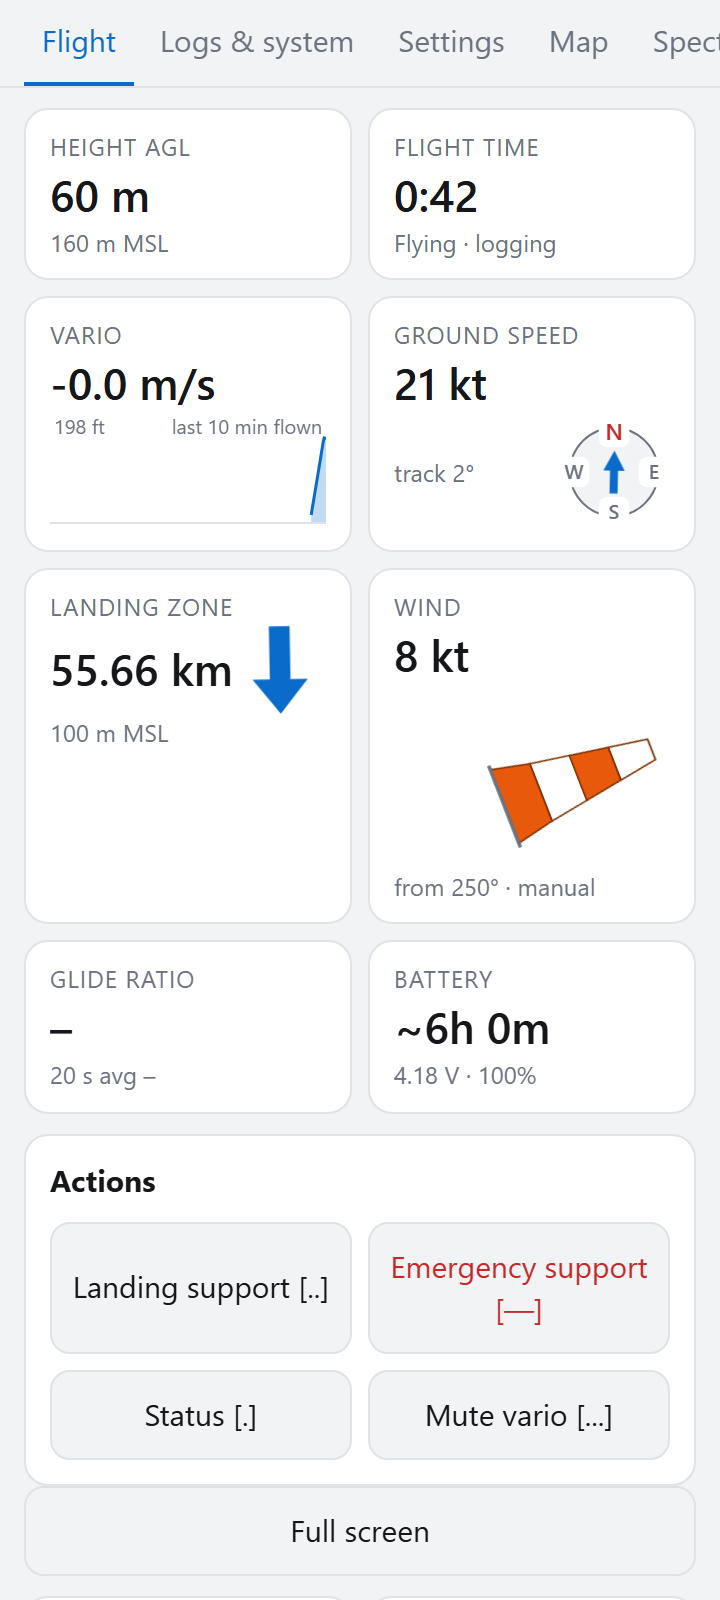 Flight Logs & system Settings Map Spect
HEIGHT AGL
60 m
160 m MSL
FLIGHT TIME
0:42
Flying · logging
VARIO
-0.0 m/s
198 ft last 10 min flown
GROUND SPEED
21 kt
track 2°
N
W E
S
LANDING ZONE
55.66 km
100 m MSL
WIND
8 kt
from 250° · manual
GLIDE RATIO
–
20 s avg –
BATTERY
~6h 0m
4.18 V · 100%
Actions
Landing support [..]
Emergency support
[—]
Status [.]
Mute vario [...]
Full screen